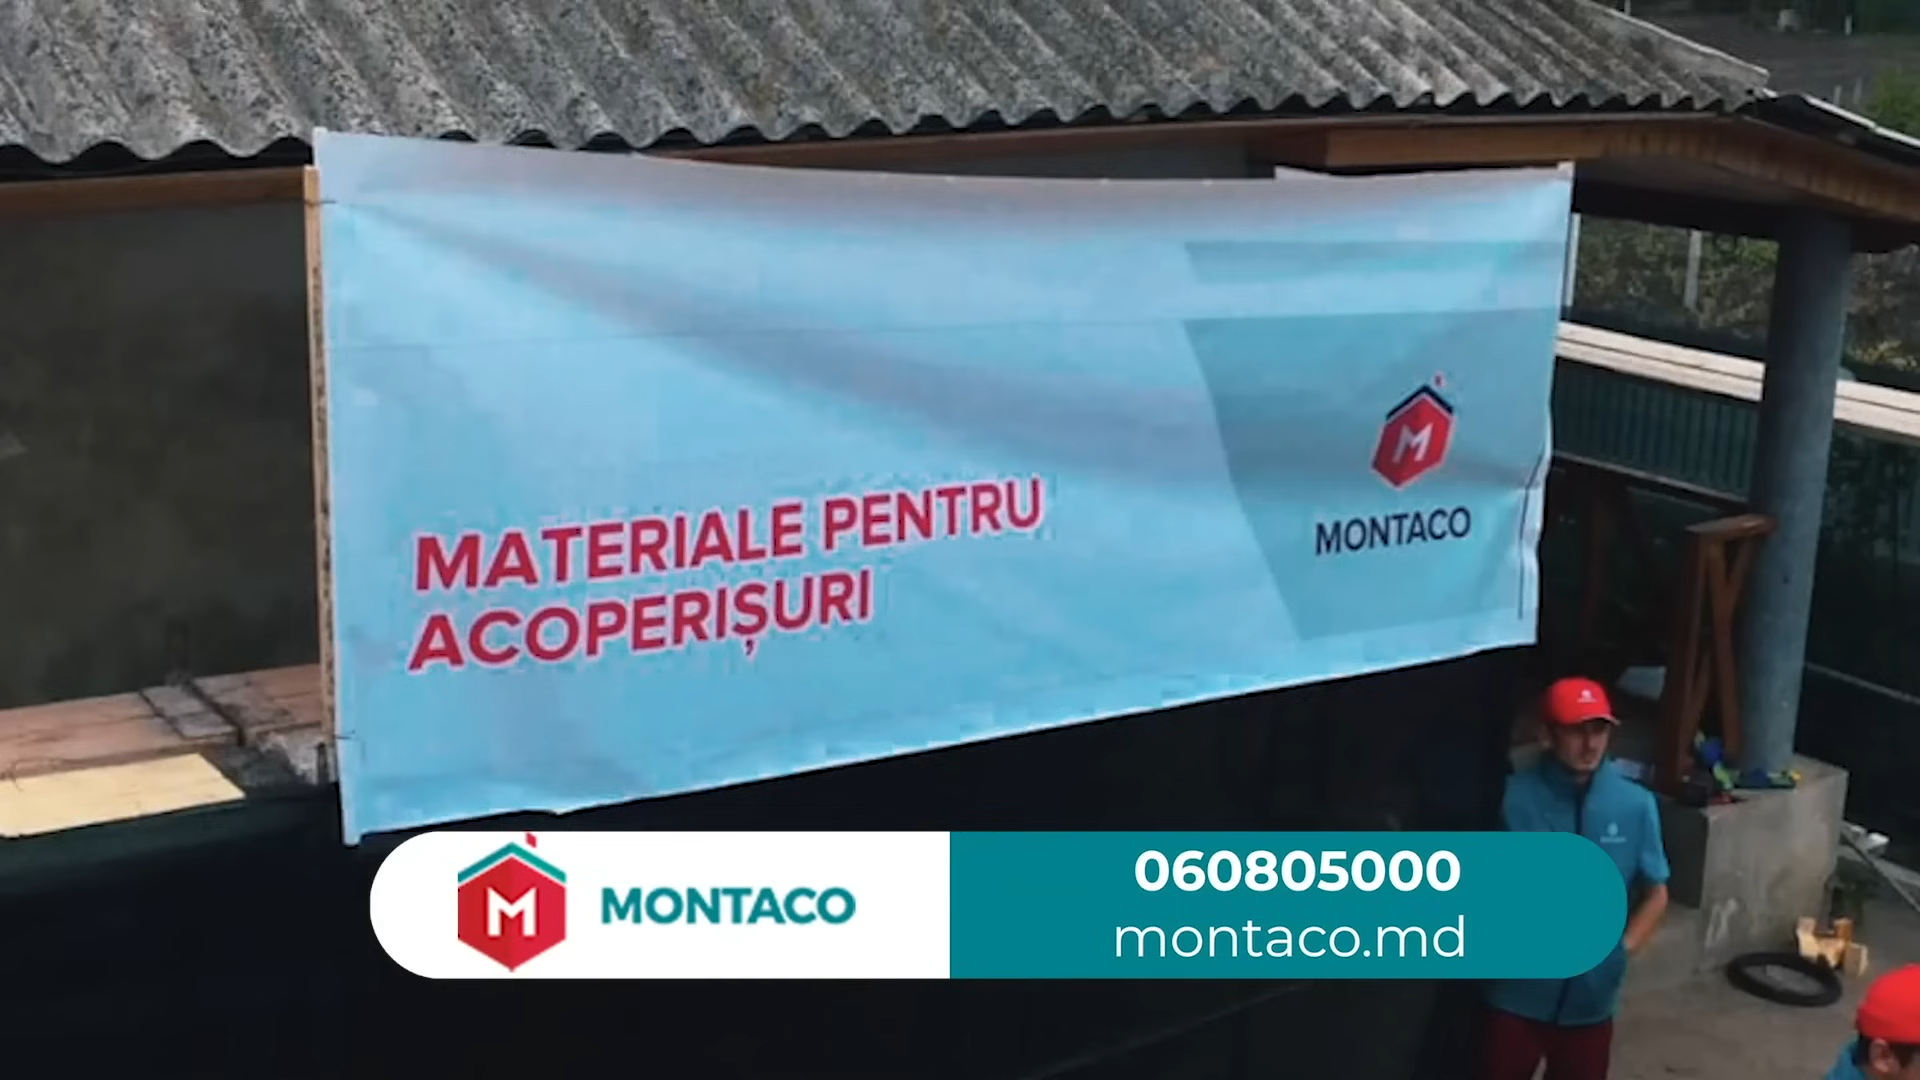 MATERIALE PENTRU
ACOPERIȘURI
M
MONTACO
M
MONTACO
060805000
montaco.md